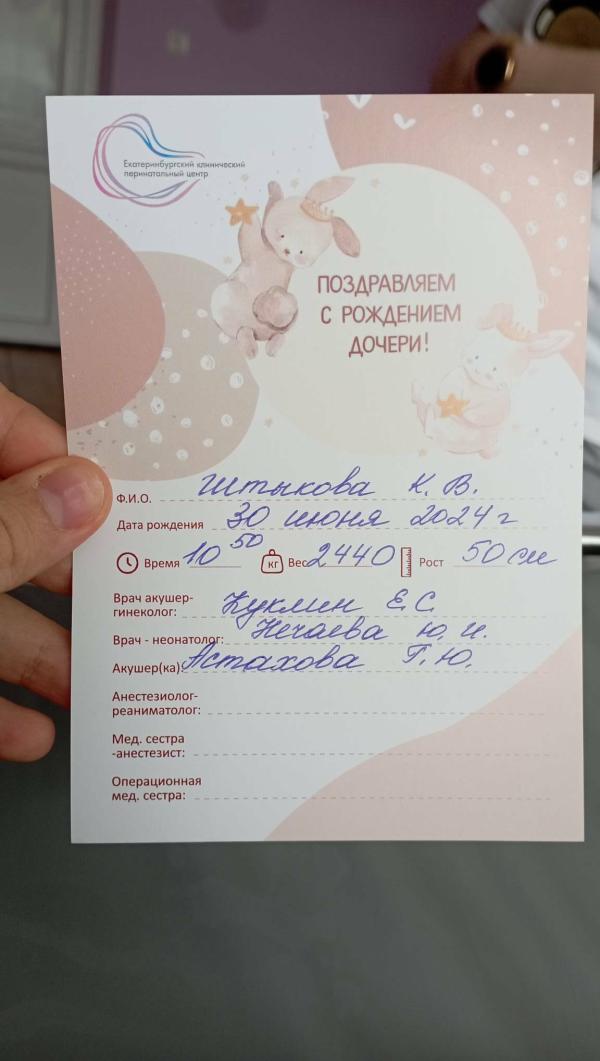 Екатеринбургский клинический
перинатальный центр
ПОЗДРАВЛЯЕМ
С РОЖДЕНИЕМ
ДОЧЕРИ!
Ф.И.О. Штыкова К. В.
Дата рождения 30 июня 2024 г
Время 10 50 кг Вес 2440 Рост 50 см
Врач акушер-
гинеколог: Куклин Е.С.
Врач - неонатолог: Нечаева Ю. И.
Акушер(ка): Астахова Г.Ю.
Анестезиолог-
реаниматолог:
Мед. сестра
-анестезист:
Операционная
мед. сестра: